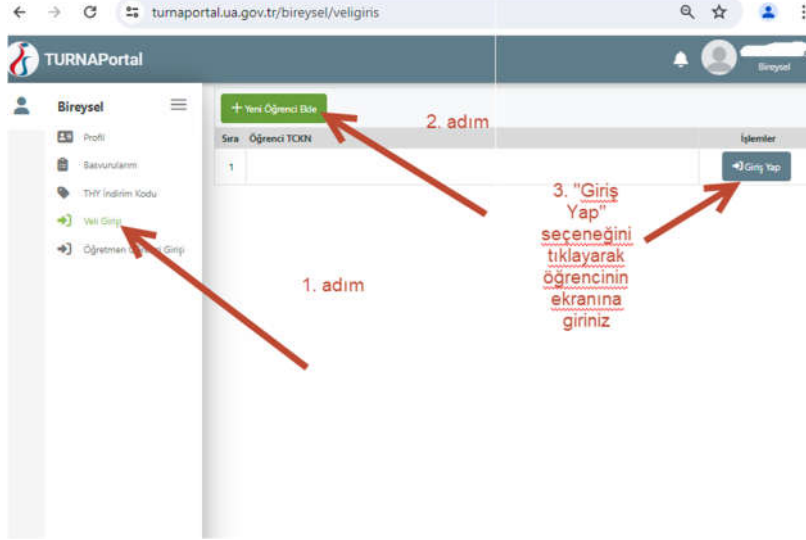 turnaportal.ua.gov.tr/bireysel/veligiris
TURNAPortal
Bireysel
Bireysel
Profil
Basvurularım
THY İndirim Kodu
Veli Girişi
Öğretmen Öğrenci Girişi
+ Yeni Öğrenci Ekle
2. adım
Sıra Öğrenci TCKN İşlemler
1 Giriş Yap
3. "Giriş
Yap"
seçeneğini
tıklayarak
öğrencinin
ekranına
giriniz
1. adım